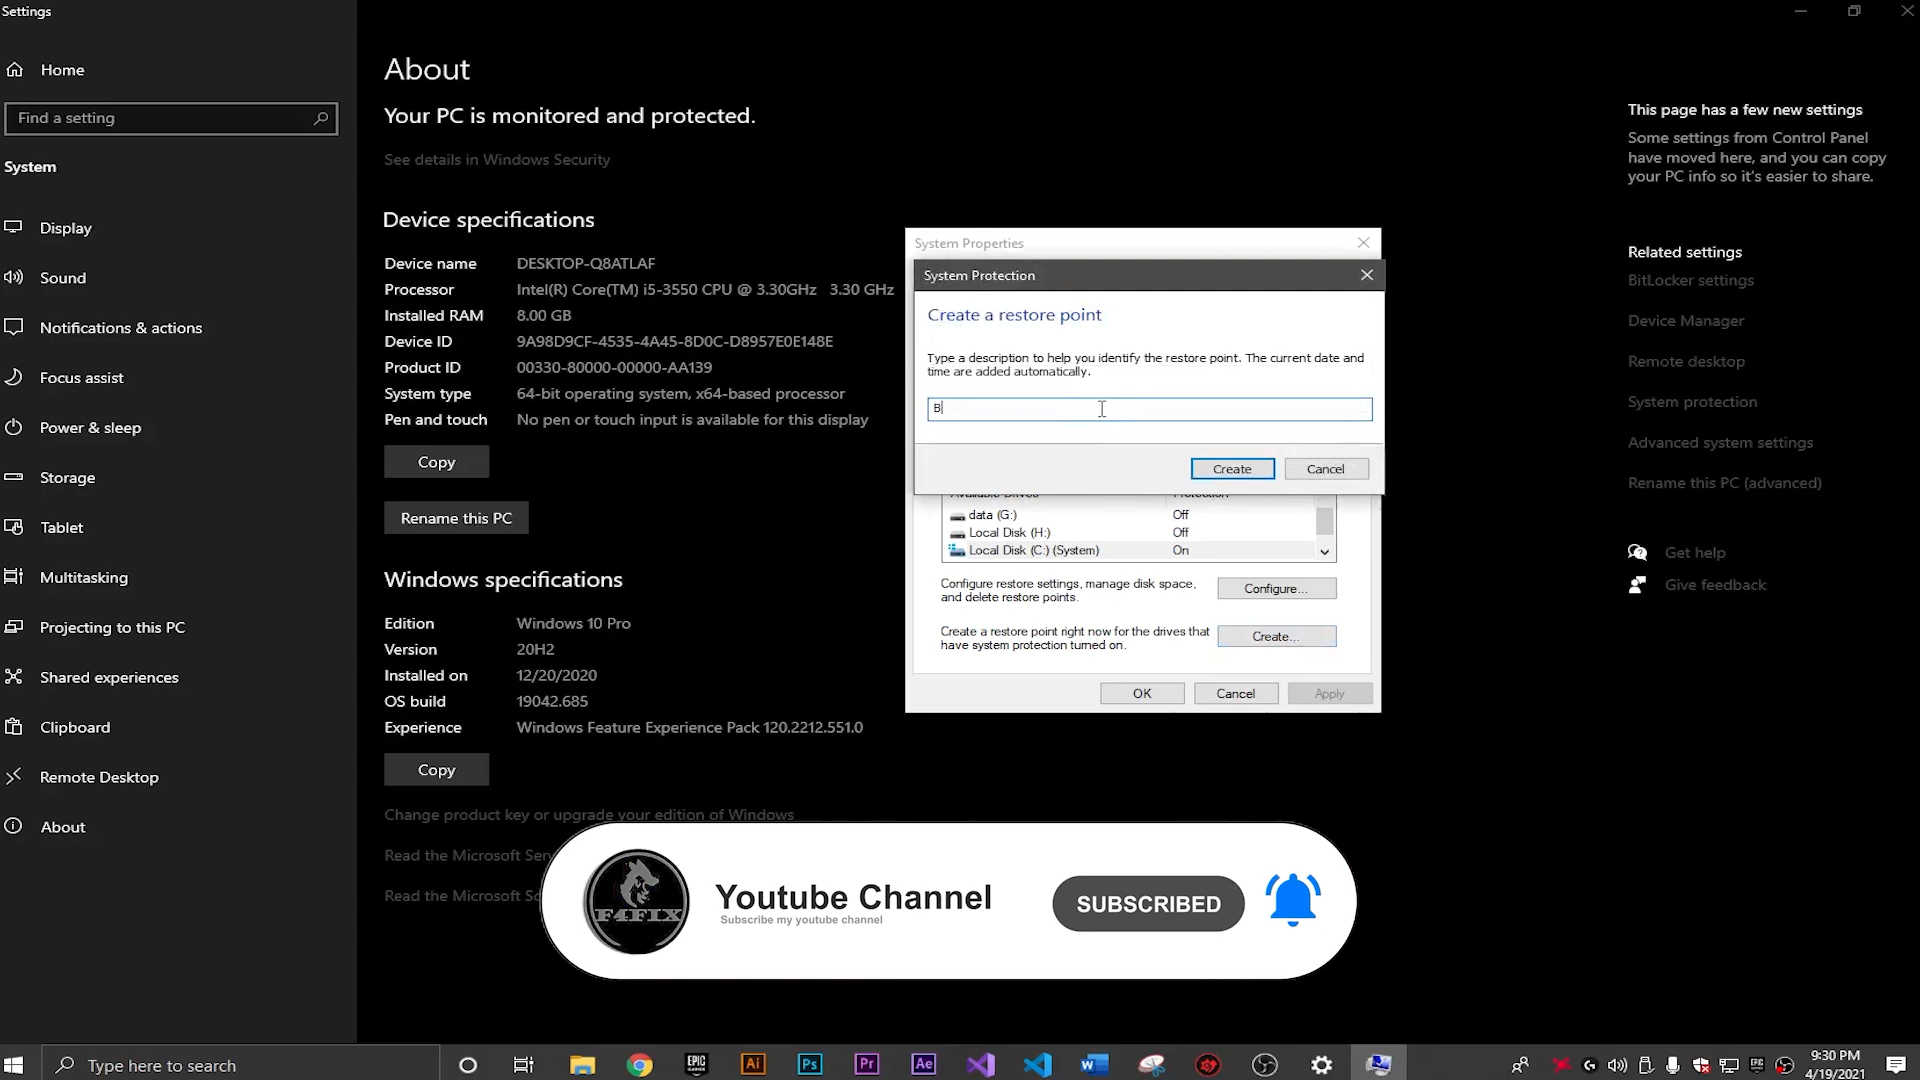 Settings
Home
Find a setting
System
Display
Sound
Notifications & actions
Focus assist
Power & sleep
Storage
Tablet
Multitasking
Projecting to this PC
Shared experiences
Clipboard
Remote Desktop
About
About
Your PC is monitored and protected.
See details in Windows Security
Device specifications
Device name DESKTOP-Q8ATLAF
Processor Intel(R) Core(TM) i5-3550 CPU @ 3.30GHz 3.30 GHz
Installed RAM 8.00 GB
Device ID 9A98D9CF-4535-4A45-8D0C-D8957E0E148E
Product ID 00330-80000-00000-AA139
System type 64-bit operating system, x64-based processor
Pen and touch No pen or touch input is available for this display
Copy
Rename this PC
Windows specifications
Edition Windows 10 Pro
Version 20H2
Installed on 12/20/2020
OS build 19042.685
Experience Windows Feature Experience Pack 120.2212.551.0
Copy
Change product key or upgrade your edition of Windows
Read the Microsoft Ser
Read the Microsoft So
System Properties
System Protection
Create a restore point
Type a description to help you identify the restore point. The current date and
time are added automatically.
B
Create Cancel
Available Drives Protection
data (G:) Off
Local Disk (H:) Off
Local Disk (C:) (System) On
Configure restore settings, manage disk space,
and delete restore points.
Configure...
Create a restore point right now for the drives that
have system protection turned on.
Create...
OK Cancel Apply
This page has a few new settings
Some settings from Control Panel
have moved here, and you can copy
your PC info so it's easier to share.
Related settings
BitLocker settings
Device Manager
Remote desktop
System protection
Advanced system settings
Rename this PC (advanced)
Get help
Give feedback
F4FIX
Youtube Channel
Subscribe my youtube channel
SUBSCRIBED
Type here to search
EPIC
GAMES
Ai
Ps
Pr
Ae
9:30 PM
4/19/2021